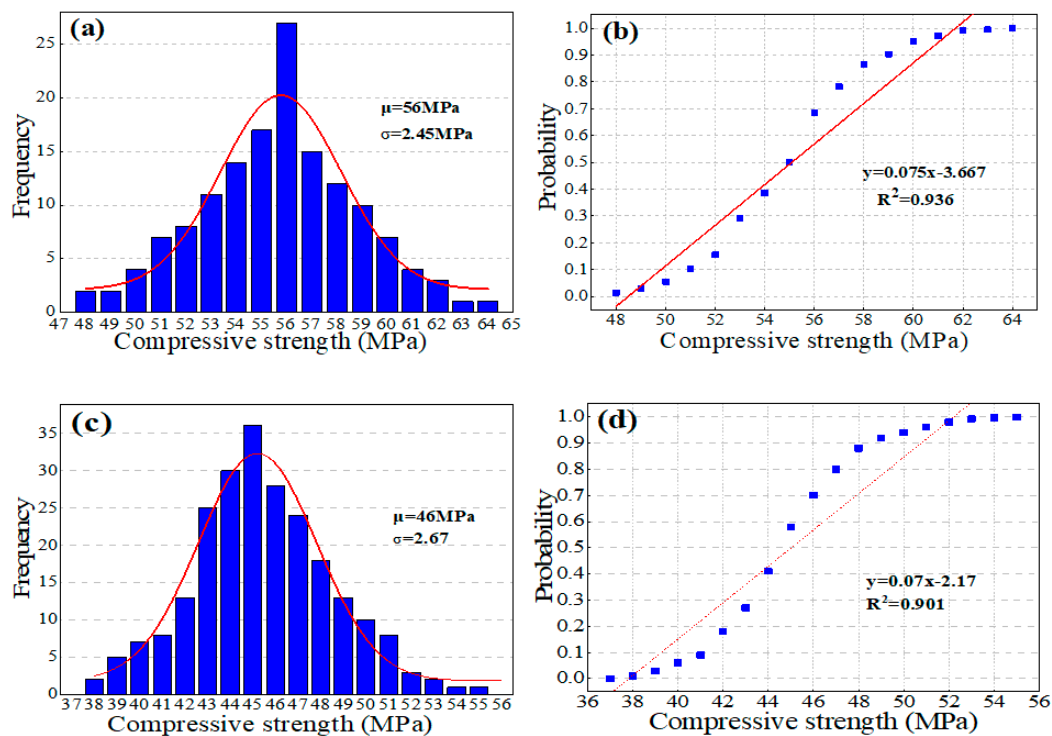 (a)
Frequency
25
20
15
10
5
0
μ=56MPa
σ=2.45MPa
47 48 49 50 51 52 53 54 55 56 57 58 59 60 61 62 63 64 65
Compressive strength (MPa)
(b)
Probability
1.0
0.9
0.8
0.7
0.6
0.5
0.4
0.3
0.2
0.1
0.0
y=0.075x-3.667
R²=0.936
48 50 52 54 56 58 60 62 64
Compressive strength (MPa)
(c)
Frequency
35
30
25
20
15
10
5
0
μ=46MPa
σ=2.67
37 38 39 40 41 42 43 44 45 46 47 48 49 50 51 52 53 54 55 56
Compressive strength (MPa)
(d)
Probability
1.0
0.9
0.8
0.7
0.6
0.5
0.4
0.3
0.2
0.1
0.0
y=0.07x-2.17
R²=0.901
36 38 40 42 44 46 48 50 52 54 56
Compressive strength (MPa)